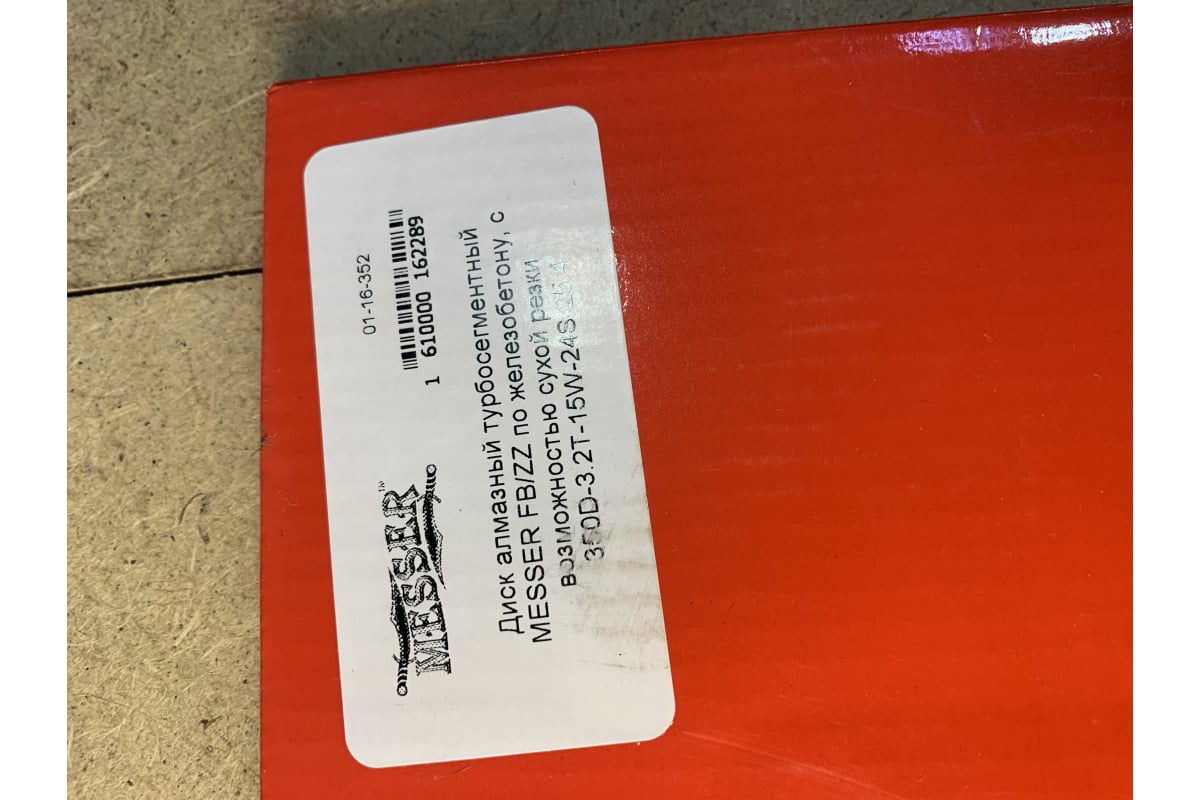 MESSER™
01-16-352
1 610000 162289
Диск алмазный турбосегментный
MESSER FB/ZZ по железобетону, с
возможностью сухой резки
350D-3.2T-15W-24S-25.4